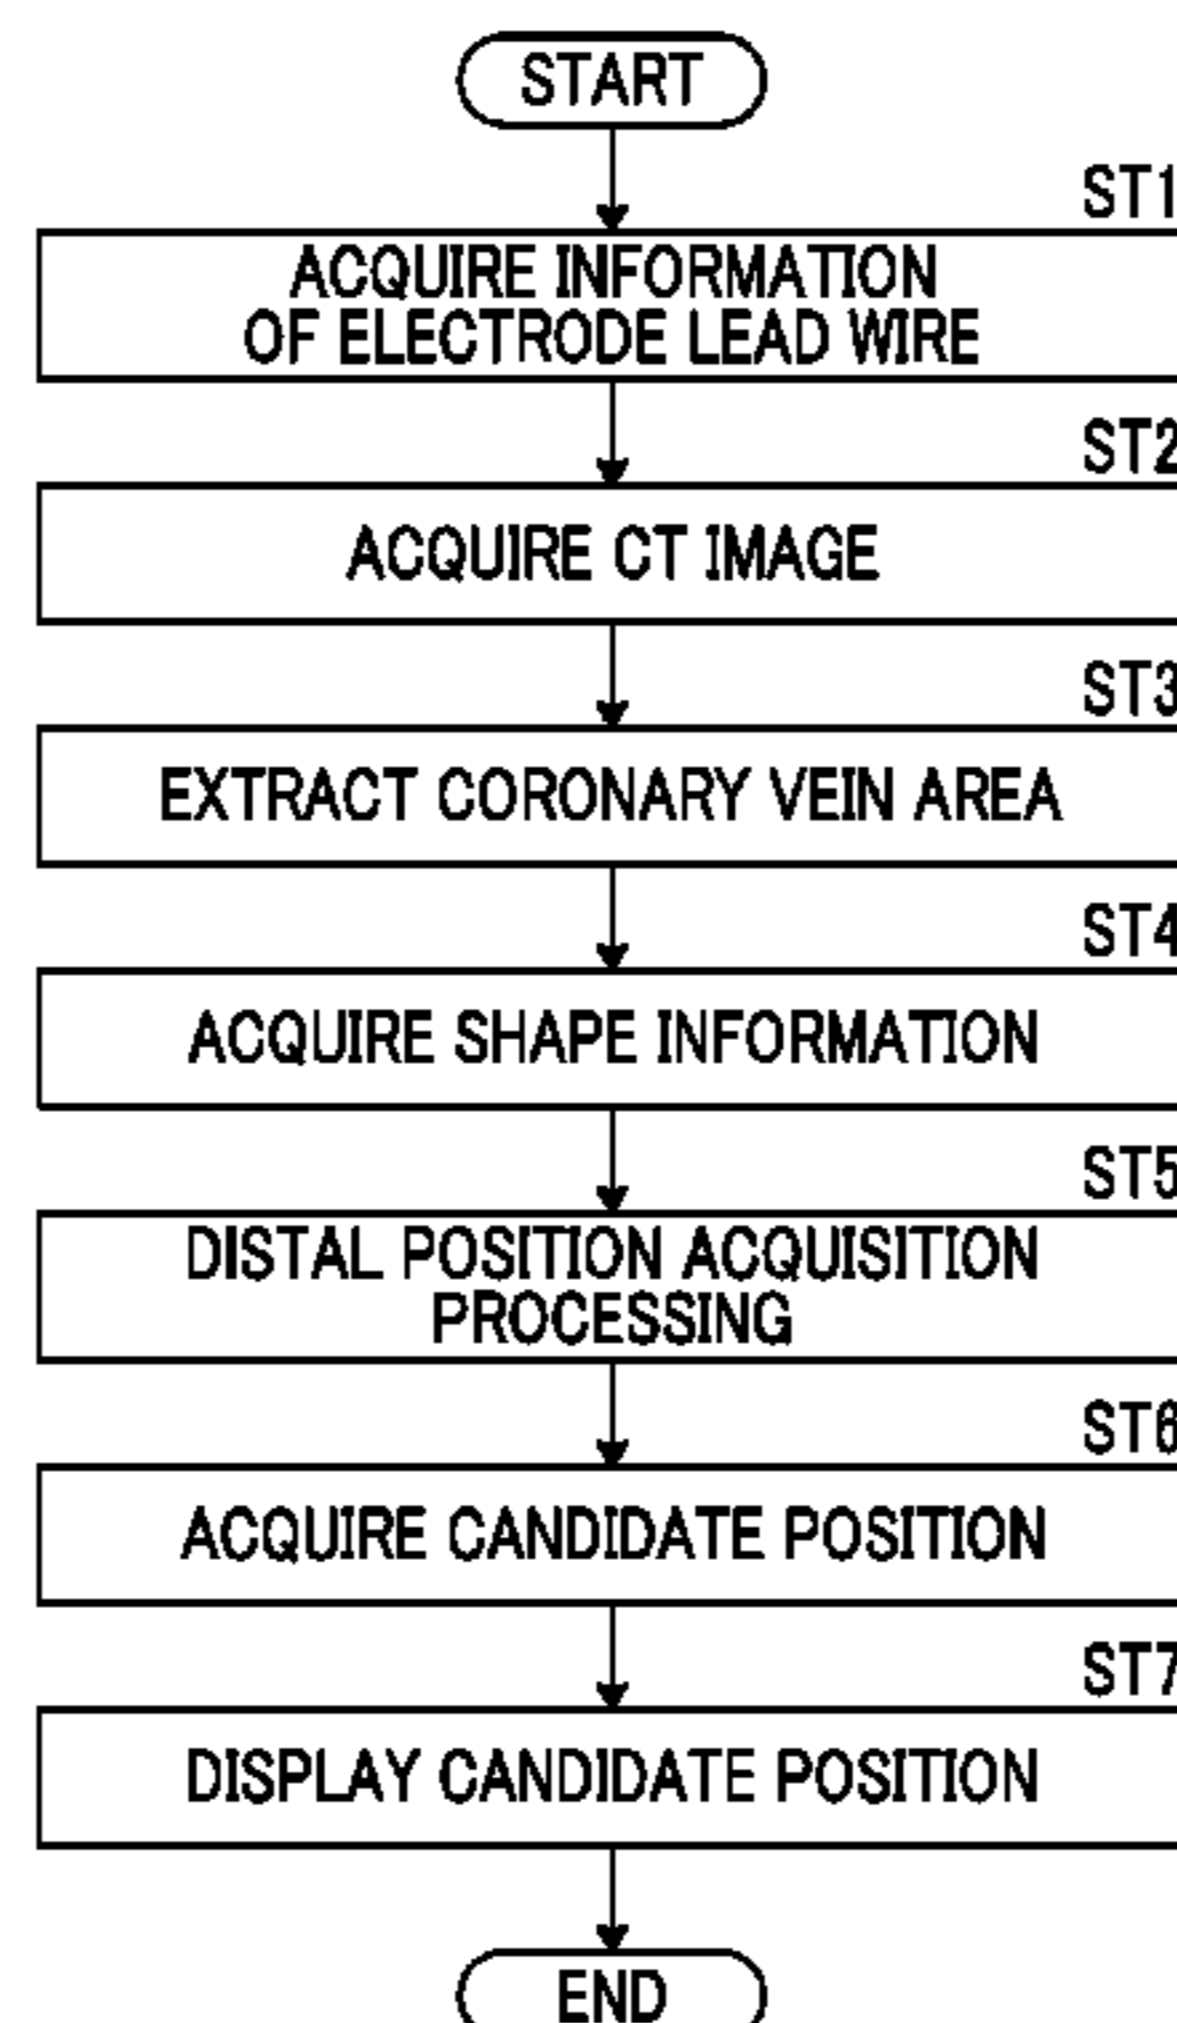 START
ST1
ACQUIRE INFORMATION
OF ELECTRODE LEAD WIRE
ST2
ACQUIRE CT IMAGE
ST3
EXTRACT CORONARY VEIN AREA
ST4
ACQUIRE SHAPE INFORMATION
ST5
DISTAL POSITION ACQUISITION
PROCESSING
ST6
ACQUIRE CANDIDATE POSITION
ST7
DISPLAY CANDIDATE POSITION
END